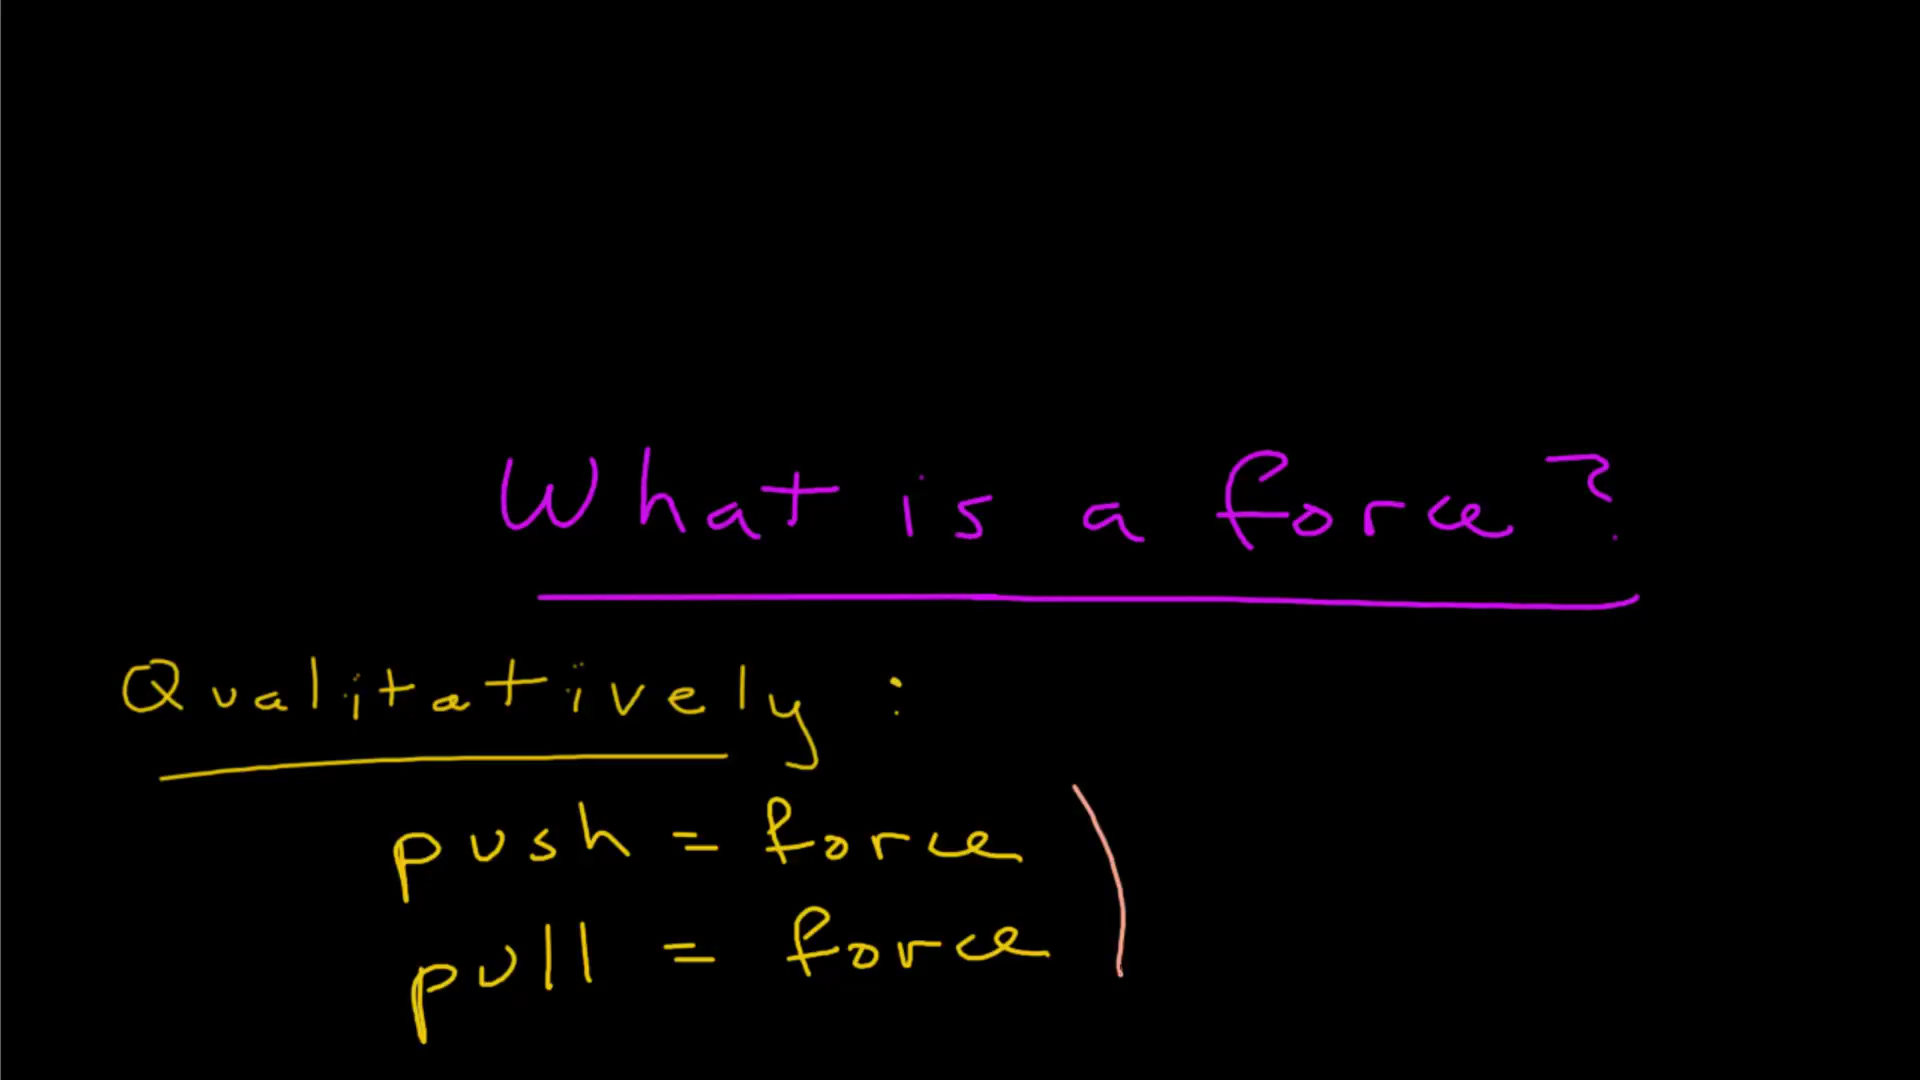 What is a force?
Qualitatively:
push = force
pull = force